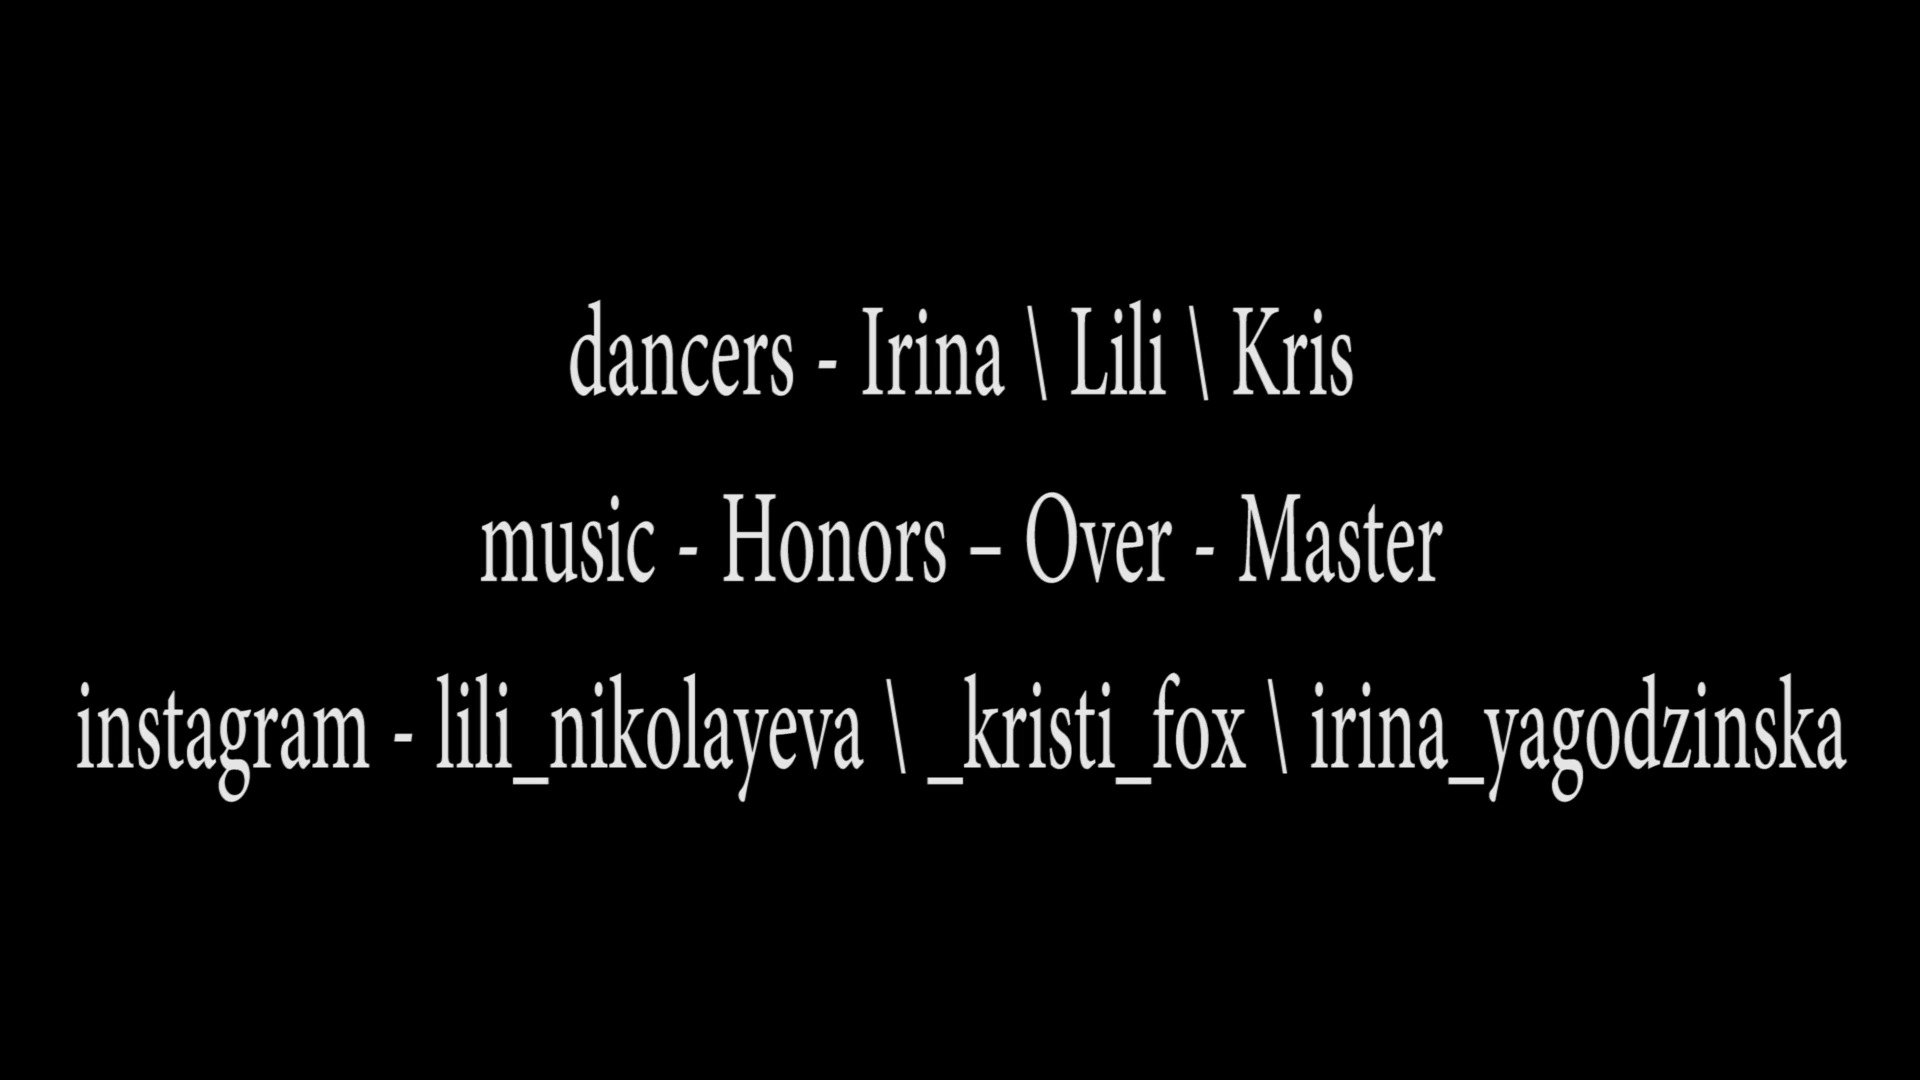 dancers - Irina \ Lili \ Kris
music - Honors – Over - Master
instagram - lili_nikolayeva \ _kristi_fox \ irina_yagodzinska